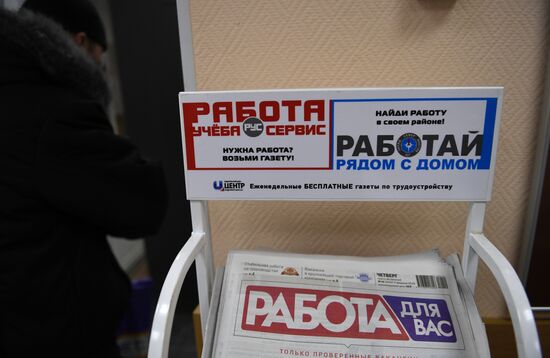 РАБОТА
УЧЁБА РУС СЕРВИС
НУЖНА РАБОТА?
ВОЗЬМИ ГАЗЕТУ!
НАЙДИ РАБОТУ
в своем районе!
РАБОТАЙ
РЯДОМ С ДОМОМ
ЦЕНТР
Еженедельные БЕСПЛАТНЫЕ газеты по трудоустройству
ЧЕТВЕРГ
РАБОТА ДЛЯ ВАС
ТОЛЬКО ПРОВЕРЕННЫЕ